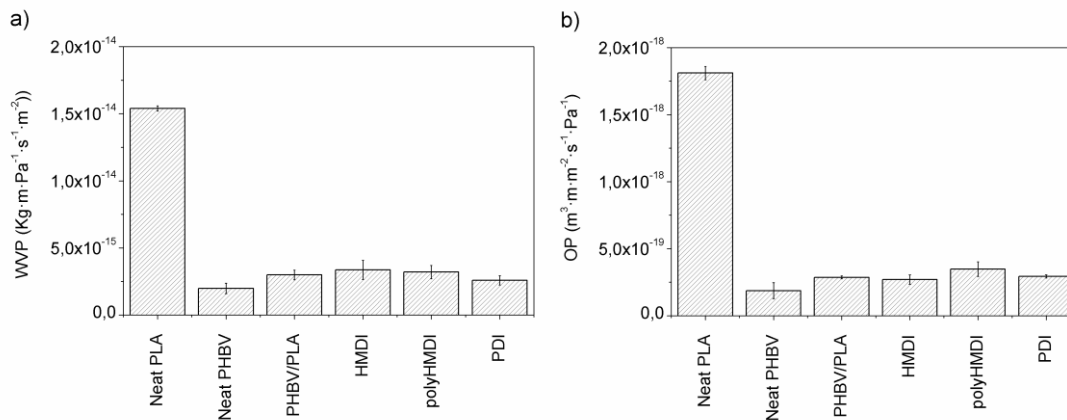 a)
WVP (Kg·m·Pa⁻¹·s⁻¹·m⁻²))
2,0x10⁻¹⁴
1,5x10⁻¹⁴
1,0x10⁻¹⁴
5,0x10⁻¹⁵
0,0
Neat PLA
Neat PHBV
PHBV/PLA
HMDI
polyHMDI
PDI
b)
OP (m³·m·m⁻²·s⁻¹·Pa⁻¹)
2,0x10⁻¹⁸
1,5x10⁻¹⁸
1,0x10⁻¹⁸
5,0x10⁻¹⁹
0,0
Neat PLA
Neat PHBV
PHBV/PLA
HMDI
polyHMDI
PDI